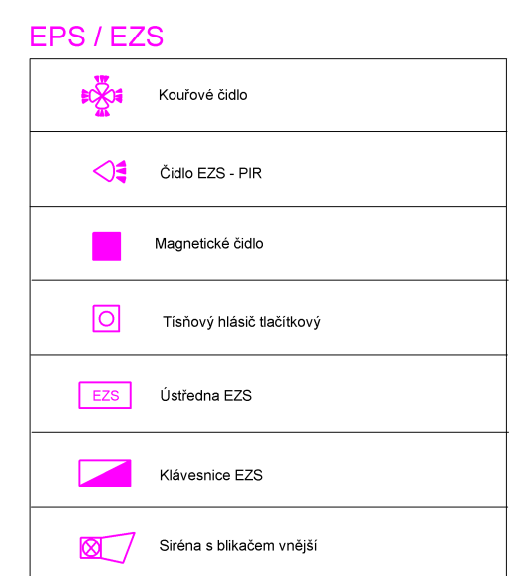 EPS / EZS
Kouřové čidlo
Čidlo EZS - PIR
Magnetické čidlo
Tísňový hlásič tlačítkový
EZS Ústředna EZS
Klávesnice EZS
Siréna s blikačem vnější